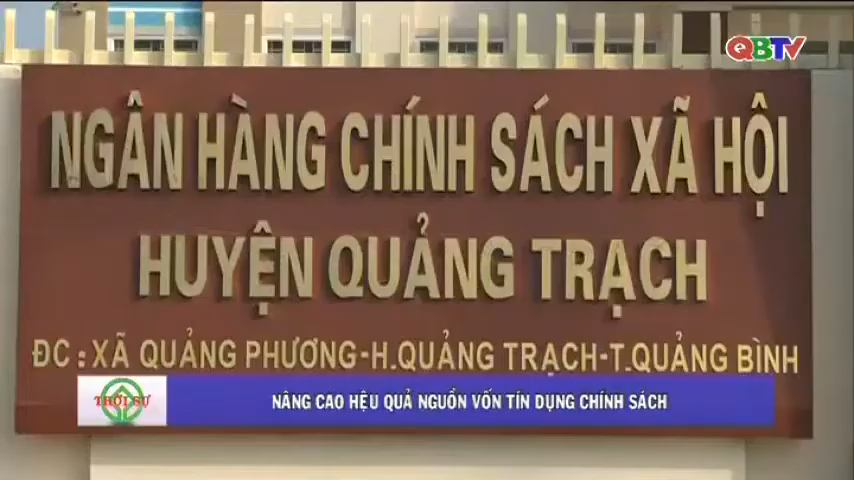 QBTV
NGÂN HÀNG CHÍNH SÁCH XÃ HỘI
HUYỆN QUẢNG TRẠCH
ĐC : XÃ QUẢNG PHƯƠNG-H.QUẢNG TRẠCH-T.QUẢNG BÌNH
THỜI SỰ
NÂNG CAO HỆU QUẢ NGUỒN VỐN TÍN DỤNG CHÍNH SÁCH